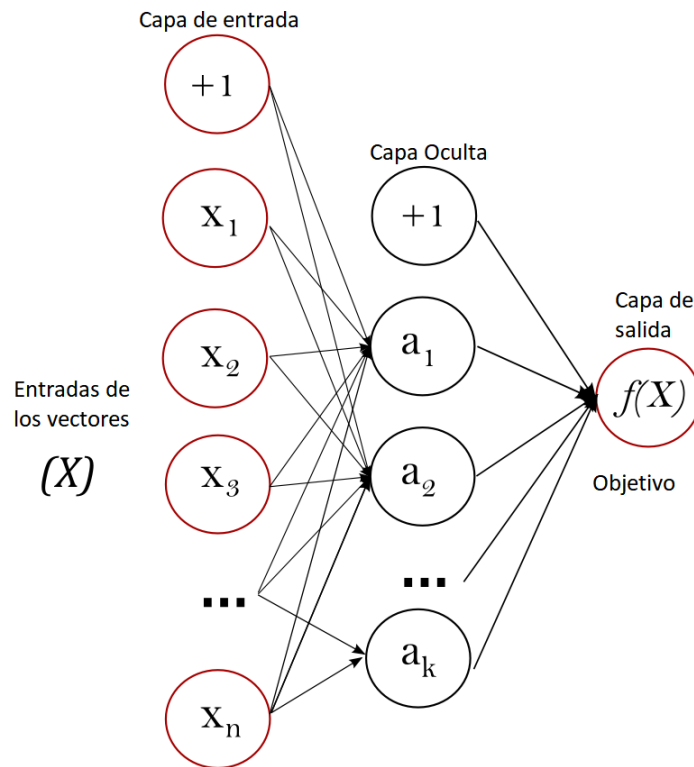 Capa de entrada
+1
x1
x2
x3
...
xn
Entradas de
los vectores
(X)
Capa Oculta
+1
a1
a2
...
ak
Capa de
salida
f(X)
Objetivo